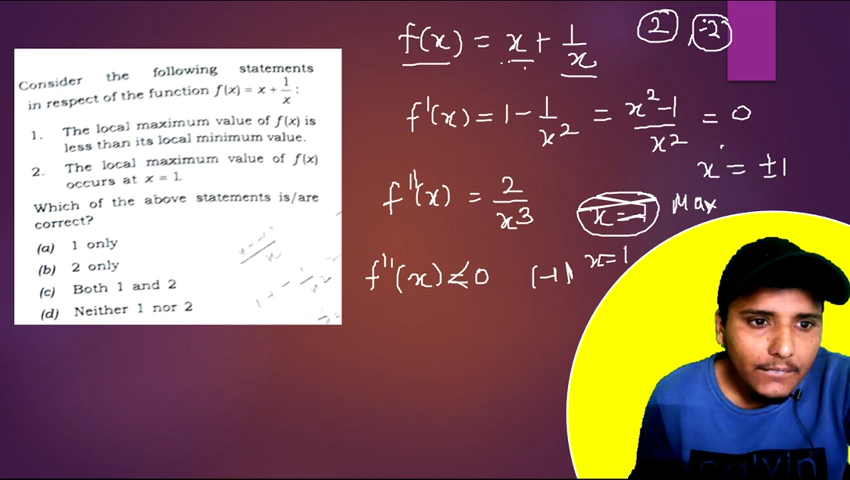 Consider the following statements
in respect of the function f(x) = x + 1/x :
1. The local maximum value of f(x) is
less than its local minimum value.
2. The local maximum value of f(x)
occurs at x = 1.
Which of the above statements is/are
correct?
(a) 1 only
(b) 2 only
(c) Both 1 and 2
(d) Neither 1 nor 2
f(x) = x + 1/x
2 , -2
f'(x) = 1 - 1/x² = x²-1/x² = 0
x = ±1
f''(x) = 2/x³
x=-1 Max
f''(x) < 0 (-1) x=1